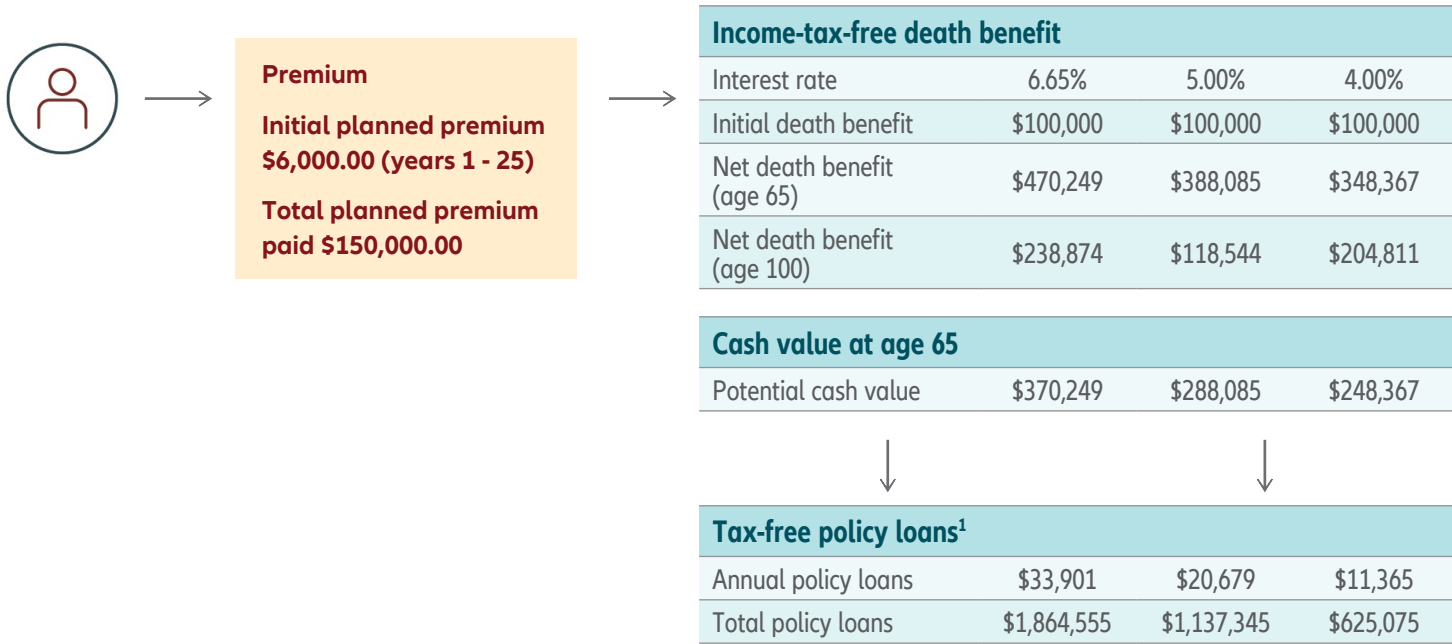 Premium
Initial planned premium
$6,000.00 (years 1 - 25)
Total planned premium
paid $150,000.00
Income-tax-free death benefit
Interest rate 6.65% 5.00% 4.00%
Initial death benefit $100,000 $100,000 $100,000
Net death benefit
(age 65) $470,249 $388,085 $348,367
Net death benefit
(age 100) $238,874 $118,544 $204,811
Cash value at age 65
Potential cash value $370,249 $288,085 $248,367
Tax-free policy loans¹
Annual policy loans $33,901 $20,679 $11,365
Total policy loans $1,864,555 $1,137,345 $625,075